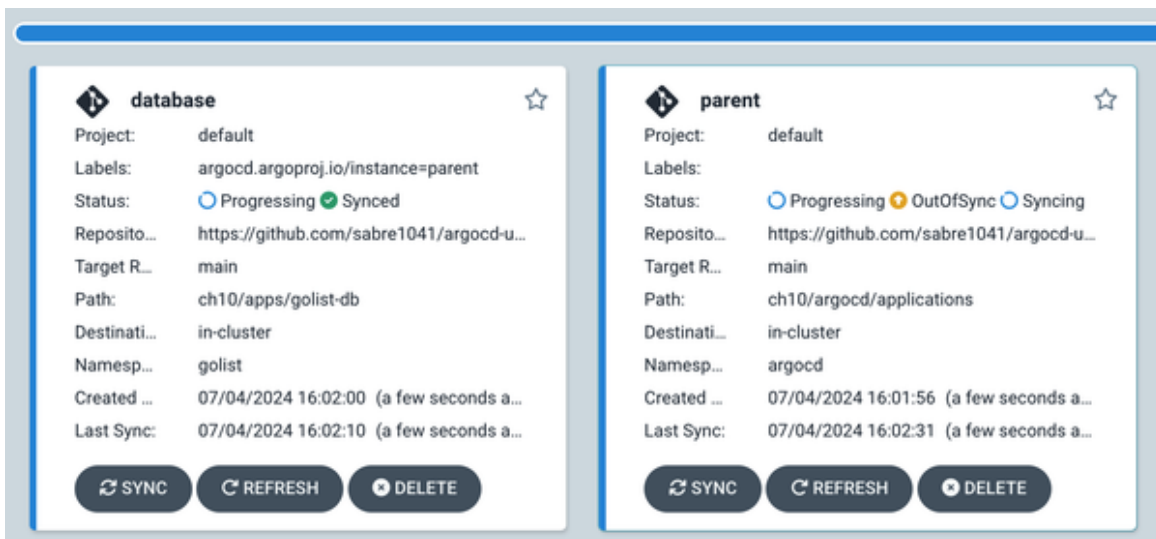 database
Project: default
Labels: argocd.argoproj.io/instance=parent
Status: Progressing Synced
Reposito... https://github.com/sabre1041/argocd-u...
Target R... main
Path: ch10/apps/golist-db
Destinati... in-cluster
Namesp... golist
Created ... 07/04/2024 16:02:00 (a few seconds a...
Last Sync: 07/04/2024 16:02:10 (a few seconds a...
SYNC REFRESH DELETE
parent
Project: default
Labels:
Status: Progressing OutOfSync Syncing
Reposito... https://github.com/sabre1041/argocd-u...
Target R... main
Path: ch10/argocd/applications
Destinati... in-cluster
Namesp... argocd
Created ... 07/04/2024 16:01:56 (a few seconds a...
Last Sync: 07/04/2024 16:02:31 (a few seconds a...
SYNC REFRESH DELETE